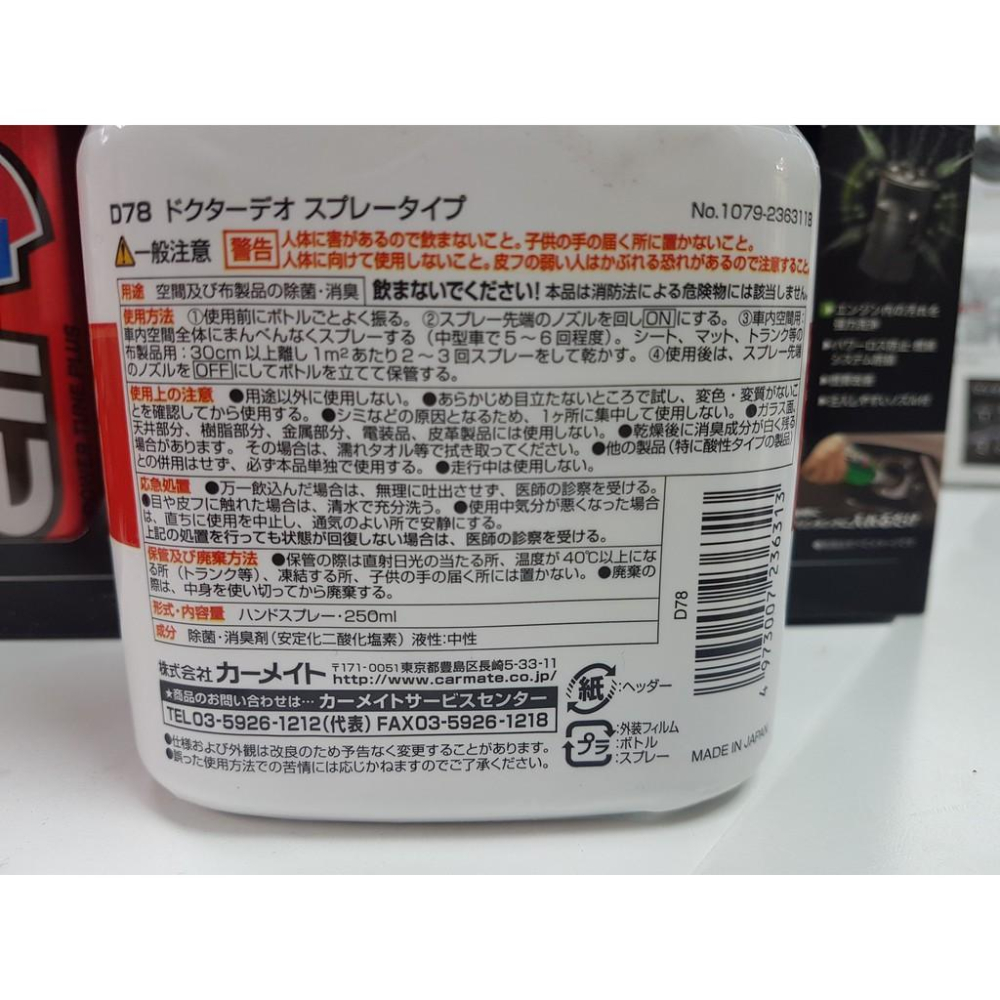 D78 ドクターデオ スプレータイプ
No.1079-2363118
一般注意
警告
人体に害があるので飲まないこと。子供の手の届く所に置かないこと。
人体に向けて使用しないこと。皮フの弱い人はかぶれる恐れがあるので注意すること。
用途 空間及び布製品の除菌・消臭
飲まないでください! 本品は消防法による危険物には該当しません。
使用方法 ①使用前にボトルごとよく振る。②スプレー先端のノズルを回しONにする。③車内空間用:
車内空間全体にまんべんなくスプレーする(中型車で5～6回程度)。シート、マット、トランク等の
布製品用:30cm以上離し1m²あたり2～3回スプレーをして乾かす。④使用後は、スプレー先端
のノズルをOFFにしてボトルを立てて保管する。
使用上の注意 ●用途以外に使用しない。●あらかじめ目立たないところで試し、変色・変質がないこ
とを確認してから使用する。●シミなどの原因となるため、1ヶ所に集中して使用しない。●ガラス面、
天井部分、樹脂部分、金属部分、電装品、皮革製品には使用しない。●乾燥後に消臭成分が白く残る
場合があります。その場合は、濡れタオル等で拭き取ってください。●他の製品(特に酸性タイプの製品)
との併用はせず、必ず本品単独で使用する。●走行中は使用しない。
応急処置 ●万一飲込んだ場合は、無理に吐出させず、医師の診察を受ける。
●目や皮フに触れた場合は、清水で充分洗う。●使用中気分が悪くなった場合
は、直ちに使用を中止し、通気のよい所で安静にする。
上記の処置を行っても状態が回復しない場合は、医師の診察を受ける。
保管及び廃棄方法 ●保管の際は直射日光の当たる所、温度が40℃以上にな
る所(トランク等)、凍結する所、子供の手の届く所には置かない。●廃棄の
際は、中身を使い切ってから廃棄する。
形式・内容量 ハンドスプレー・250ml
成分 除菌・消臭剤(安定化二酸化塩素) 液性:中性
株式会社 カーメイト 〒171-0051東京都豊島区長崎5-33-11
http://www.carmate.co.jp/
★商品のお問い合わせは… カーメイトサービスセンター
TEL03-5926-1212(代表) FAX03-5926-1218
●仕様および外観は改良のため予告なく変更することがあります。
●誤った使用方法での苦情には応じかねますのでご了承ください。
紙 :ヘッダー
プラ :外装フィルム
:ボトル
:スプレー
D78
4 973007 236313
MADE IN JAPAN